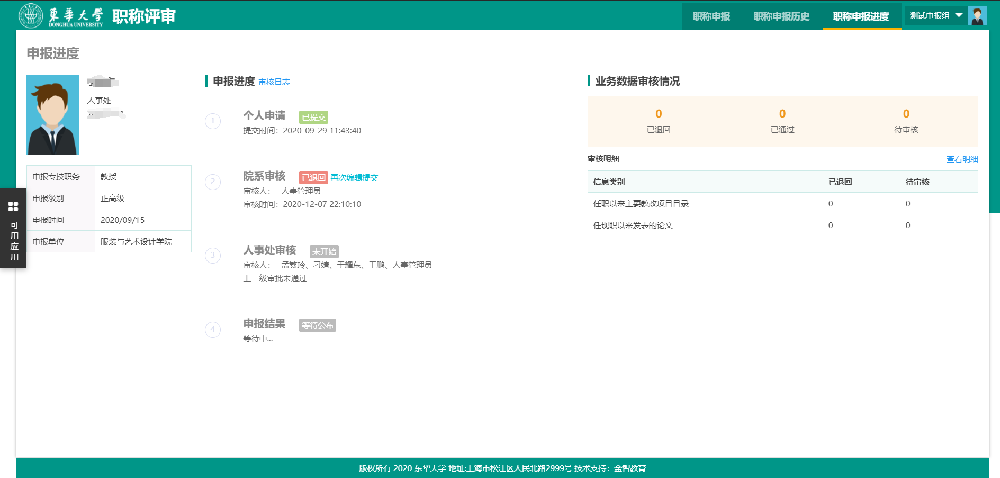 東華大學
DONGHUA UNIVERSITY
职称评审
职称申报 职称申报历史 职称申报进度 测试申报组
申报进度
人事处
申报专技职务 教授
申报级别 正高级
申报时间 2020/09/15
申报单位 服装与艺术设计学院
可用应用
申报进度 审核日志
1 个人申请 已提交
提交时间：2020-09-29 11:43:40
2 院系审核 已退回 再次编辑提交
审核人： 人事管理员
审核时间：2020-12-07 22:10:10
3 人事处审核 未开始
审核人： 孟繁玲、刁婧、于耀东、王鹏、人事管理员
上一级审批未通过
4 申报结果 等待公布
等待中...
业务数据审核情况
0 0 0
已退回 已通过 待审核
审核明细 查看明细
信息类别 已退回 待审核
任职以来主要教改项目目录 0 0
任现职以来发表的论文 0 0
版权所有 2020 东华大学 地址:上海市松江区人民北路2999号 技术支持：金智教育